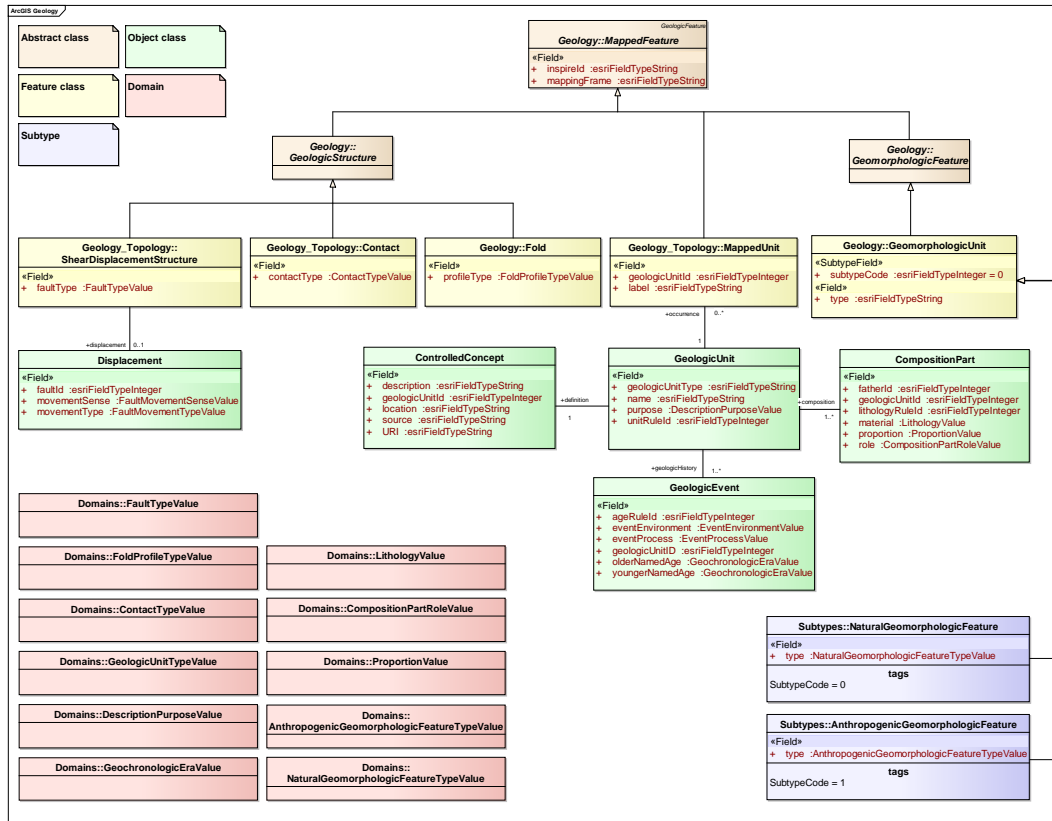 ArcGIS Geology
Abstract class
Object class
Feature class
Domain
Subtype
GeologicFeature
Geology::MappedFeature
«Field»
+ inspireId :esriFieldTypeString
+ mappingFrame :esriFieldTypeString
Geology::
GeologicStructure
Geology::
GeomorphologicFeature
Geology_Topology::
ShearDisplacementStructure
«Field»
+ faultType :FaultTypeValue
Geology_Topology::Contact
«Field»
+ contactType :ContactTypeValue
Geology::Fold
«Field»
+ profileType :FoldProfileTypeValue
Geology_Topology::MappedUnit
«Field»
+ geologicUnitId :esriFieldTypeInteger
+ label :esriFieldTypeString
Geology::GeomorphologicUnit
«SubtypeField»
+ subtypeCode :esriFieldTypeInteger = 0
«Field»
+ type :esriFieldTypeString
+displacement 0..1
+occurrence 0..*
1
Displacement
«Field»
+ faultId :esriFieldTypeInteger
+ movementSense :FaultMovementSenseValue
+ movementType :FaultMovementTypeValue
ControlledConcept
«Field»
+ description :esriFieldTypeString
+ geologicUnitId :esriFieldTypeInteger
+ location :esriFieldTypeString
+ source :esriFieldTypeString
+ URI :esriFieldTypeString
+definition
1
GeologicUnit
«Field»
+ geologicUnitType :esriFieldTypeString
+ name :esriFieldTypeString
+ purpose :DescriptionPurposeValue
+ unitRuleId :esriFieldTypeInteger
+composition
1..*
CompositionPart
«Field»
+ fatherId :esriFieldTypeInteger
+ geologicUnitId :esriFieldTypeInteger
+ lithologyRuleId :esriFieldTypeInteger
+ material :LithologyValue
+ proportion :ProportionValue
+ role :CompositionPartRoleValue
+geologicHistory 1..*
GeologicEvent
«Field»
+ ageRuleId :esriFieldTypeInteger
+ eventEnvironment :EventEnvironmentValue
+ eventProcess :EventProcessValue
+ geologicUnitID :esriFieldTypeInteger
+ olderNamedAge :GeochronologicEraValue
+ youngerNamedAge :GeochronologicEraValue
Domains::FaultTypeValue
Domains::FoldProfileTypeValue
Domains::LithologyValue
Domains::ContactTypeValue
Domains::CompositionPartRoleValue
Domains::GeologicUnitTypeValue
Domains::ProportionValue
Domains::DescriptionPurposeValue
Domains::
AnthropogenicGeomorphologicFeatureTypeValue
Domains::GeochronologicEraValue
Domains::
NaturalGeomorphologicFeatureTypeValue
Subtypes::NaturalGeomorphologicFeature
«Field»
+ type :NaturalGeomorphologicFeatureTypeValue
tags
SubtypeCode = 0
Subtypes::AnthropogenicGeomorphologicFeature
«Field»
+ type :AnthropogenicGeomorphologicFeatureTypeValue
tags
SubtypeCode = 1